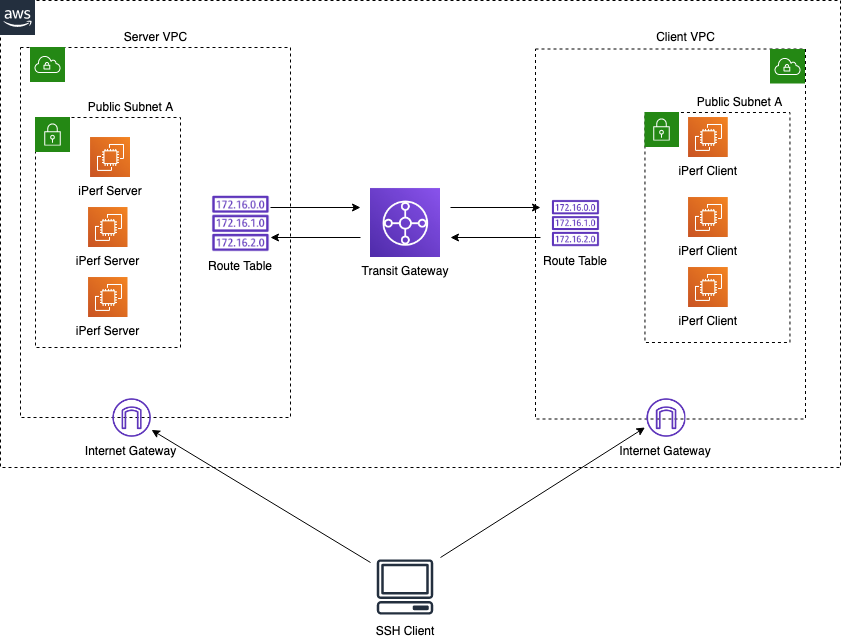 aws
Server VPC
Client VPC
Public Subnet A
Public Subnet A
iPerf Server
iPerf Client
172.16.0.0
172.16.1.0
172.16.2.0
172.16.0.0
172.16.1.0
172.16.2.0
iPerf Server
iPerf Client
Route Table
Transit Gateway
Route Table
iPerf Server
iPerf Client
Internet Gateway
Internet Gateway
SSH Client